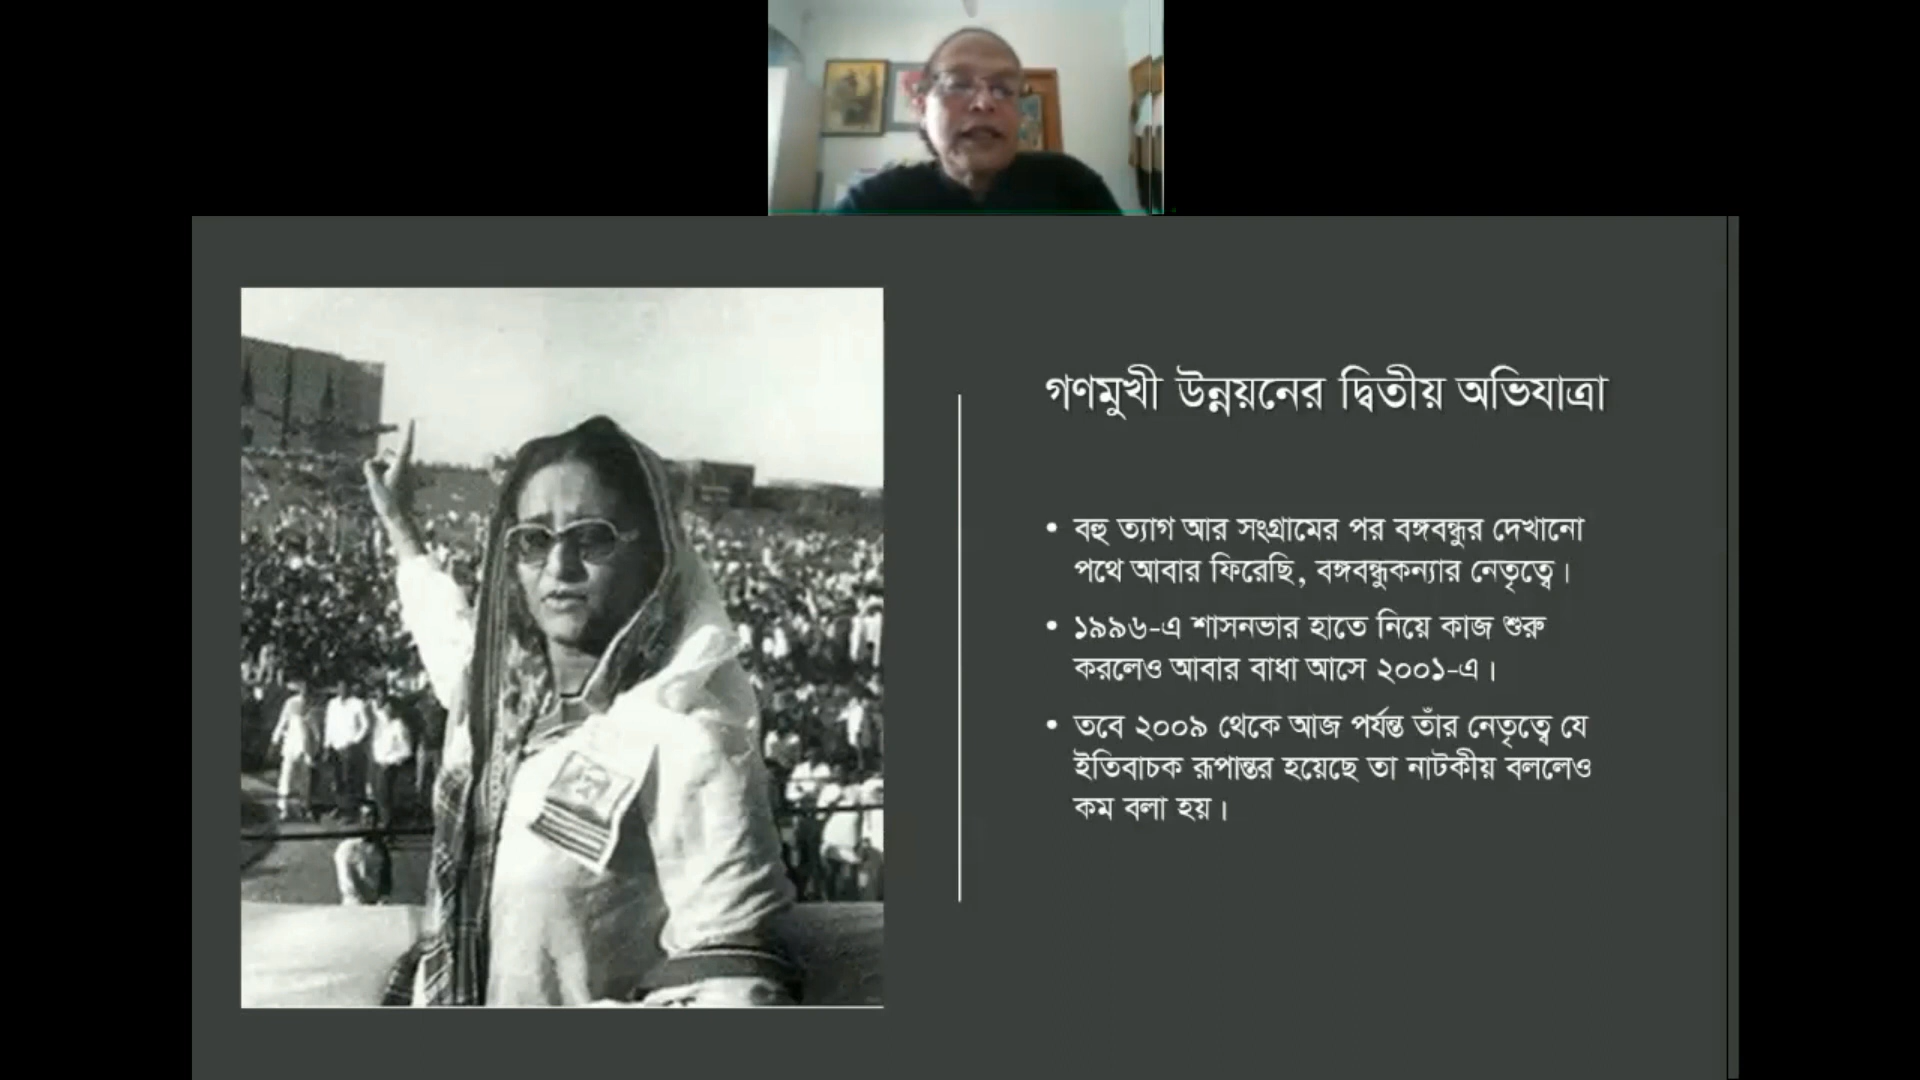 গণমুখী উন্নয়নের দ্বিতীয় অভিযাত্রা
• বহু ত্যাগ আর সংগ্রামের পর বঙ্গবন্ধুর দেখানো
পথে আবার ফিরেছি, বঙ্গবন্ধুকন্যার নেতৃত্বে।
• ১৯৯৬-এ শাসনভার হাতে নিয়ে কাজ শুরু
করলেও আবার বাধা আসে ২০০১-এ।
• তবে ২০০৯ থেকে আজ পর্যন্ত তাঁর নেতৃত্বে যে
ইতিবাচক রূপান্তর হয়েছে তা নাটকীয় বললেও
কম বলা হয়।